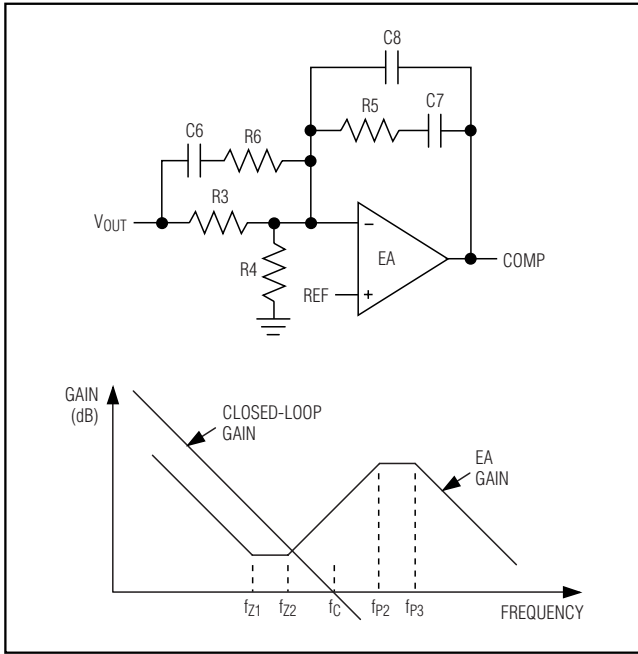 C8
R5
C7
C6
R6
R3
VOUT
R4
−
EA
COMP
REF
+
GAIN
(dB)
CLOSED-LOOP
GAIN
EA
GAIN
fZ1
fZ2
fC
fP2
fP3
FREQUENCY